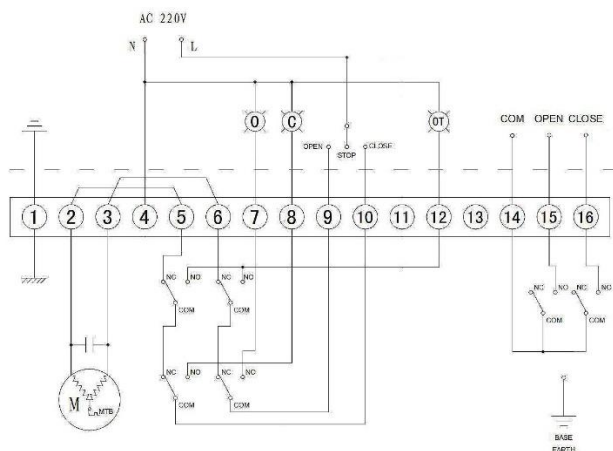 AC 220V
N L
O C OT
COM OPEN CLOSE
OPEN STOP CLOSE
1 2 3 4 5 6 7 8 9 10 11 12 13 14 15 16
NC NO NC NO
COM COM
NC NO NC NO
COM COM
NC NO NC NO
COM COM
M MTB
BASE
EARTH